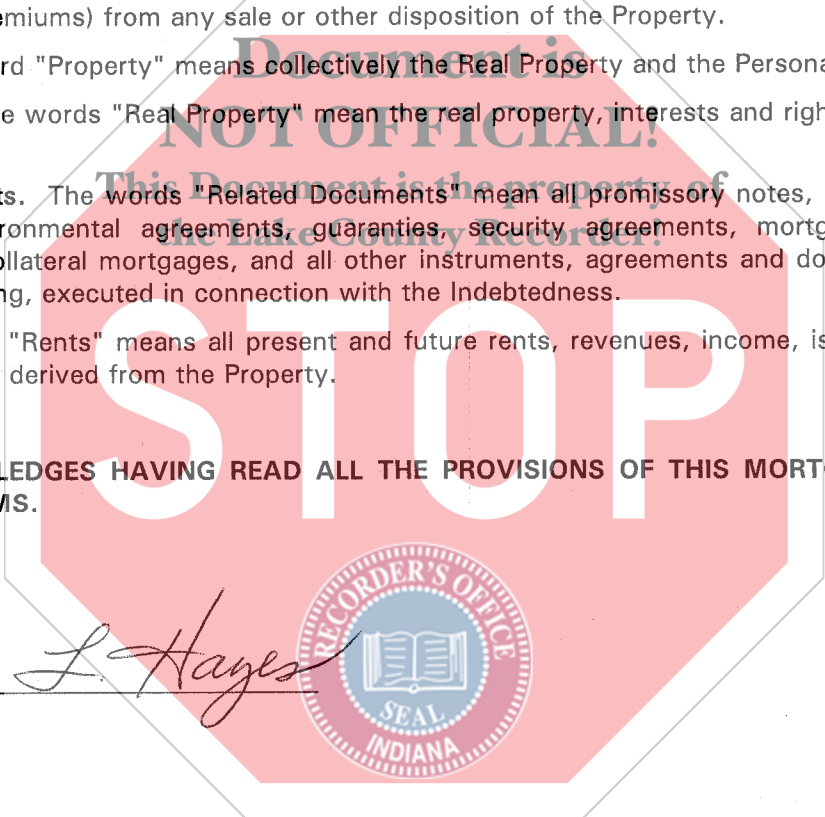 emiums) from any sale or other disposition of the Property.
Document is
rd "Property" means collectively the Real Property and the Persona
e words "Real Property" mean the real property, interests and righ
NOT OFFICIAL!
This Document is the property of
ts. The words "Related Documents" mean all promissory notes,
ronmental agreements, guaranties, security agreements, mortg
the Lake County Recorder!
ollateral mortgages, and all other instruments, agreements and do
ng, executed in connection with the Indebtedness.
"Rents" means all present and future rents, revenues, income, is
derived from the Property.
STOP
LEDGES HAVING READ ALL THE PROVISIONS OF THIS MORT
MS.
L. Hayes
RECORDER'S OFFICE
SEAL
INDIANA